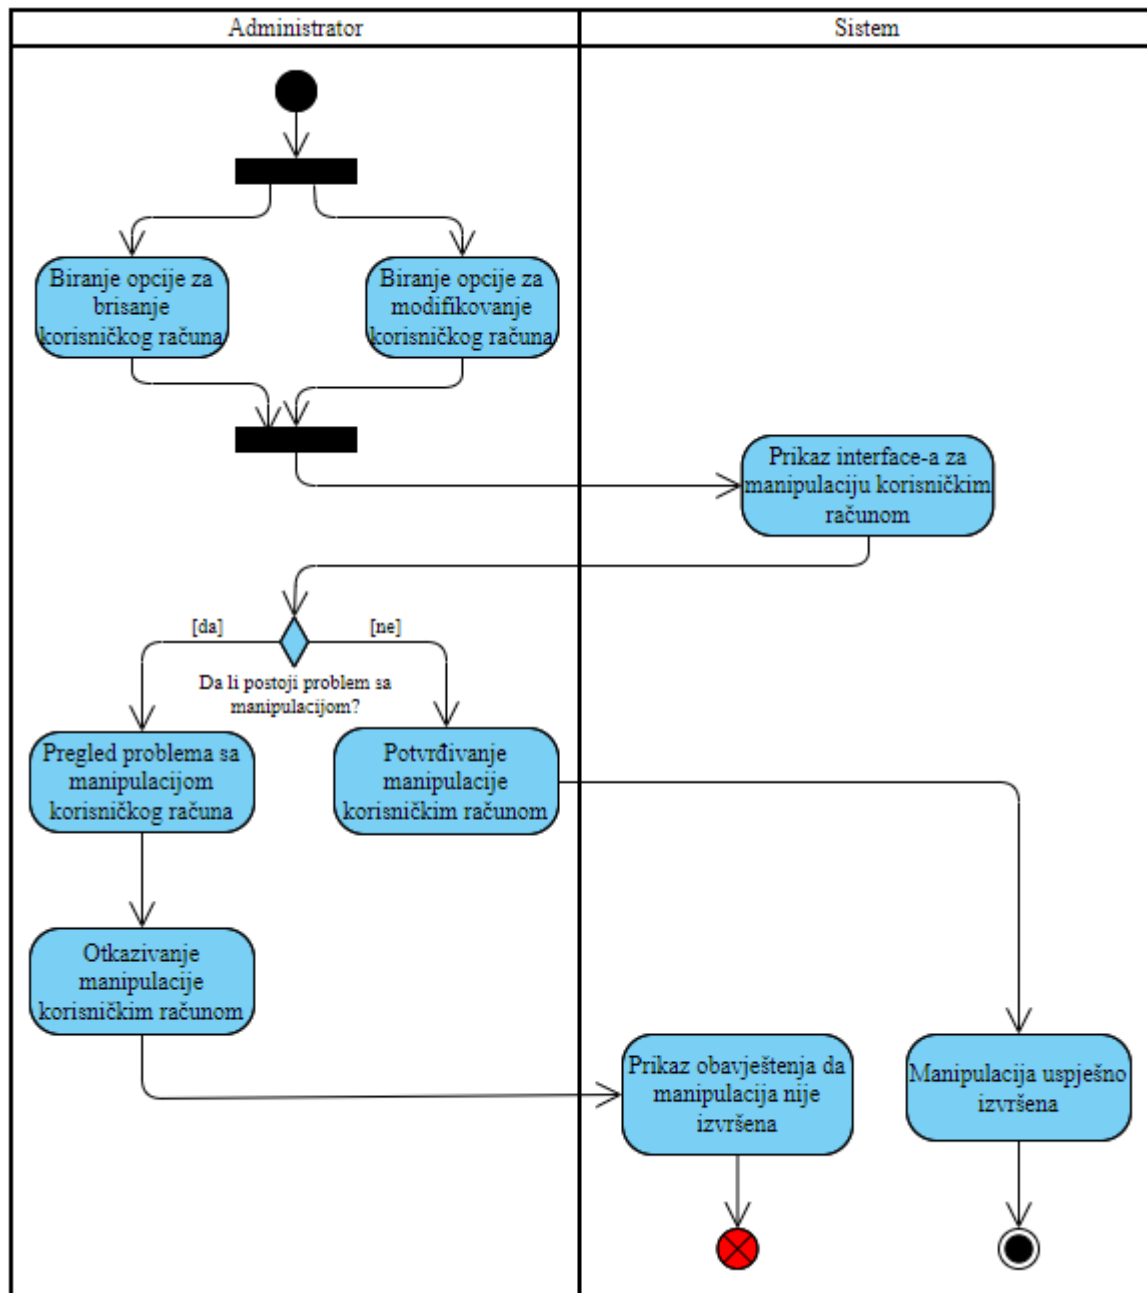 Administrator
Sistem
Biranje opcije za
brisanje
korisničkog računa
Biranje opcije za
modifikovanje
korisničkog računa
Prikaz interface-a za
manipulaciju korisničkim
računom
[da]
[ne]
Da li postoji problem sa
manipulacijom?
Pregled problema sa
manipulacijom
korisničkog računa
Potvrđivanje
manipulacije
korisničkim računom
Otkazivanje
manipulacije
korisničkim računom
Prikaz obavještenja da
manipulacija nije
izvršena
Manipulacija uspješno
izvršena